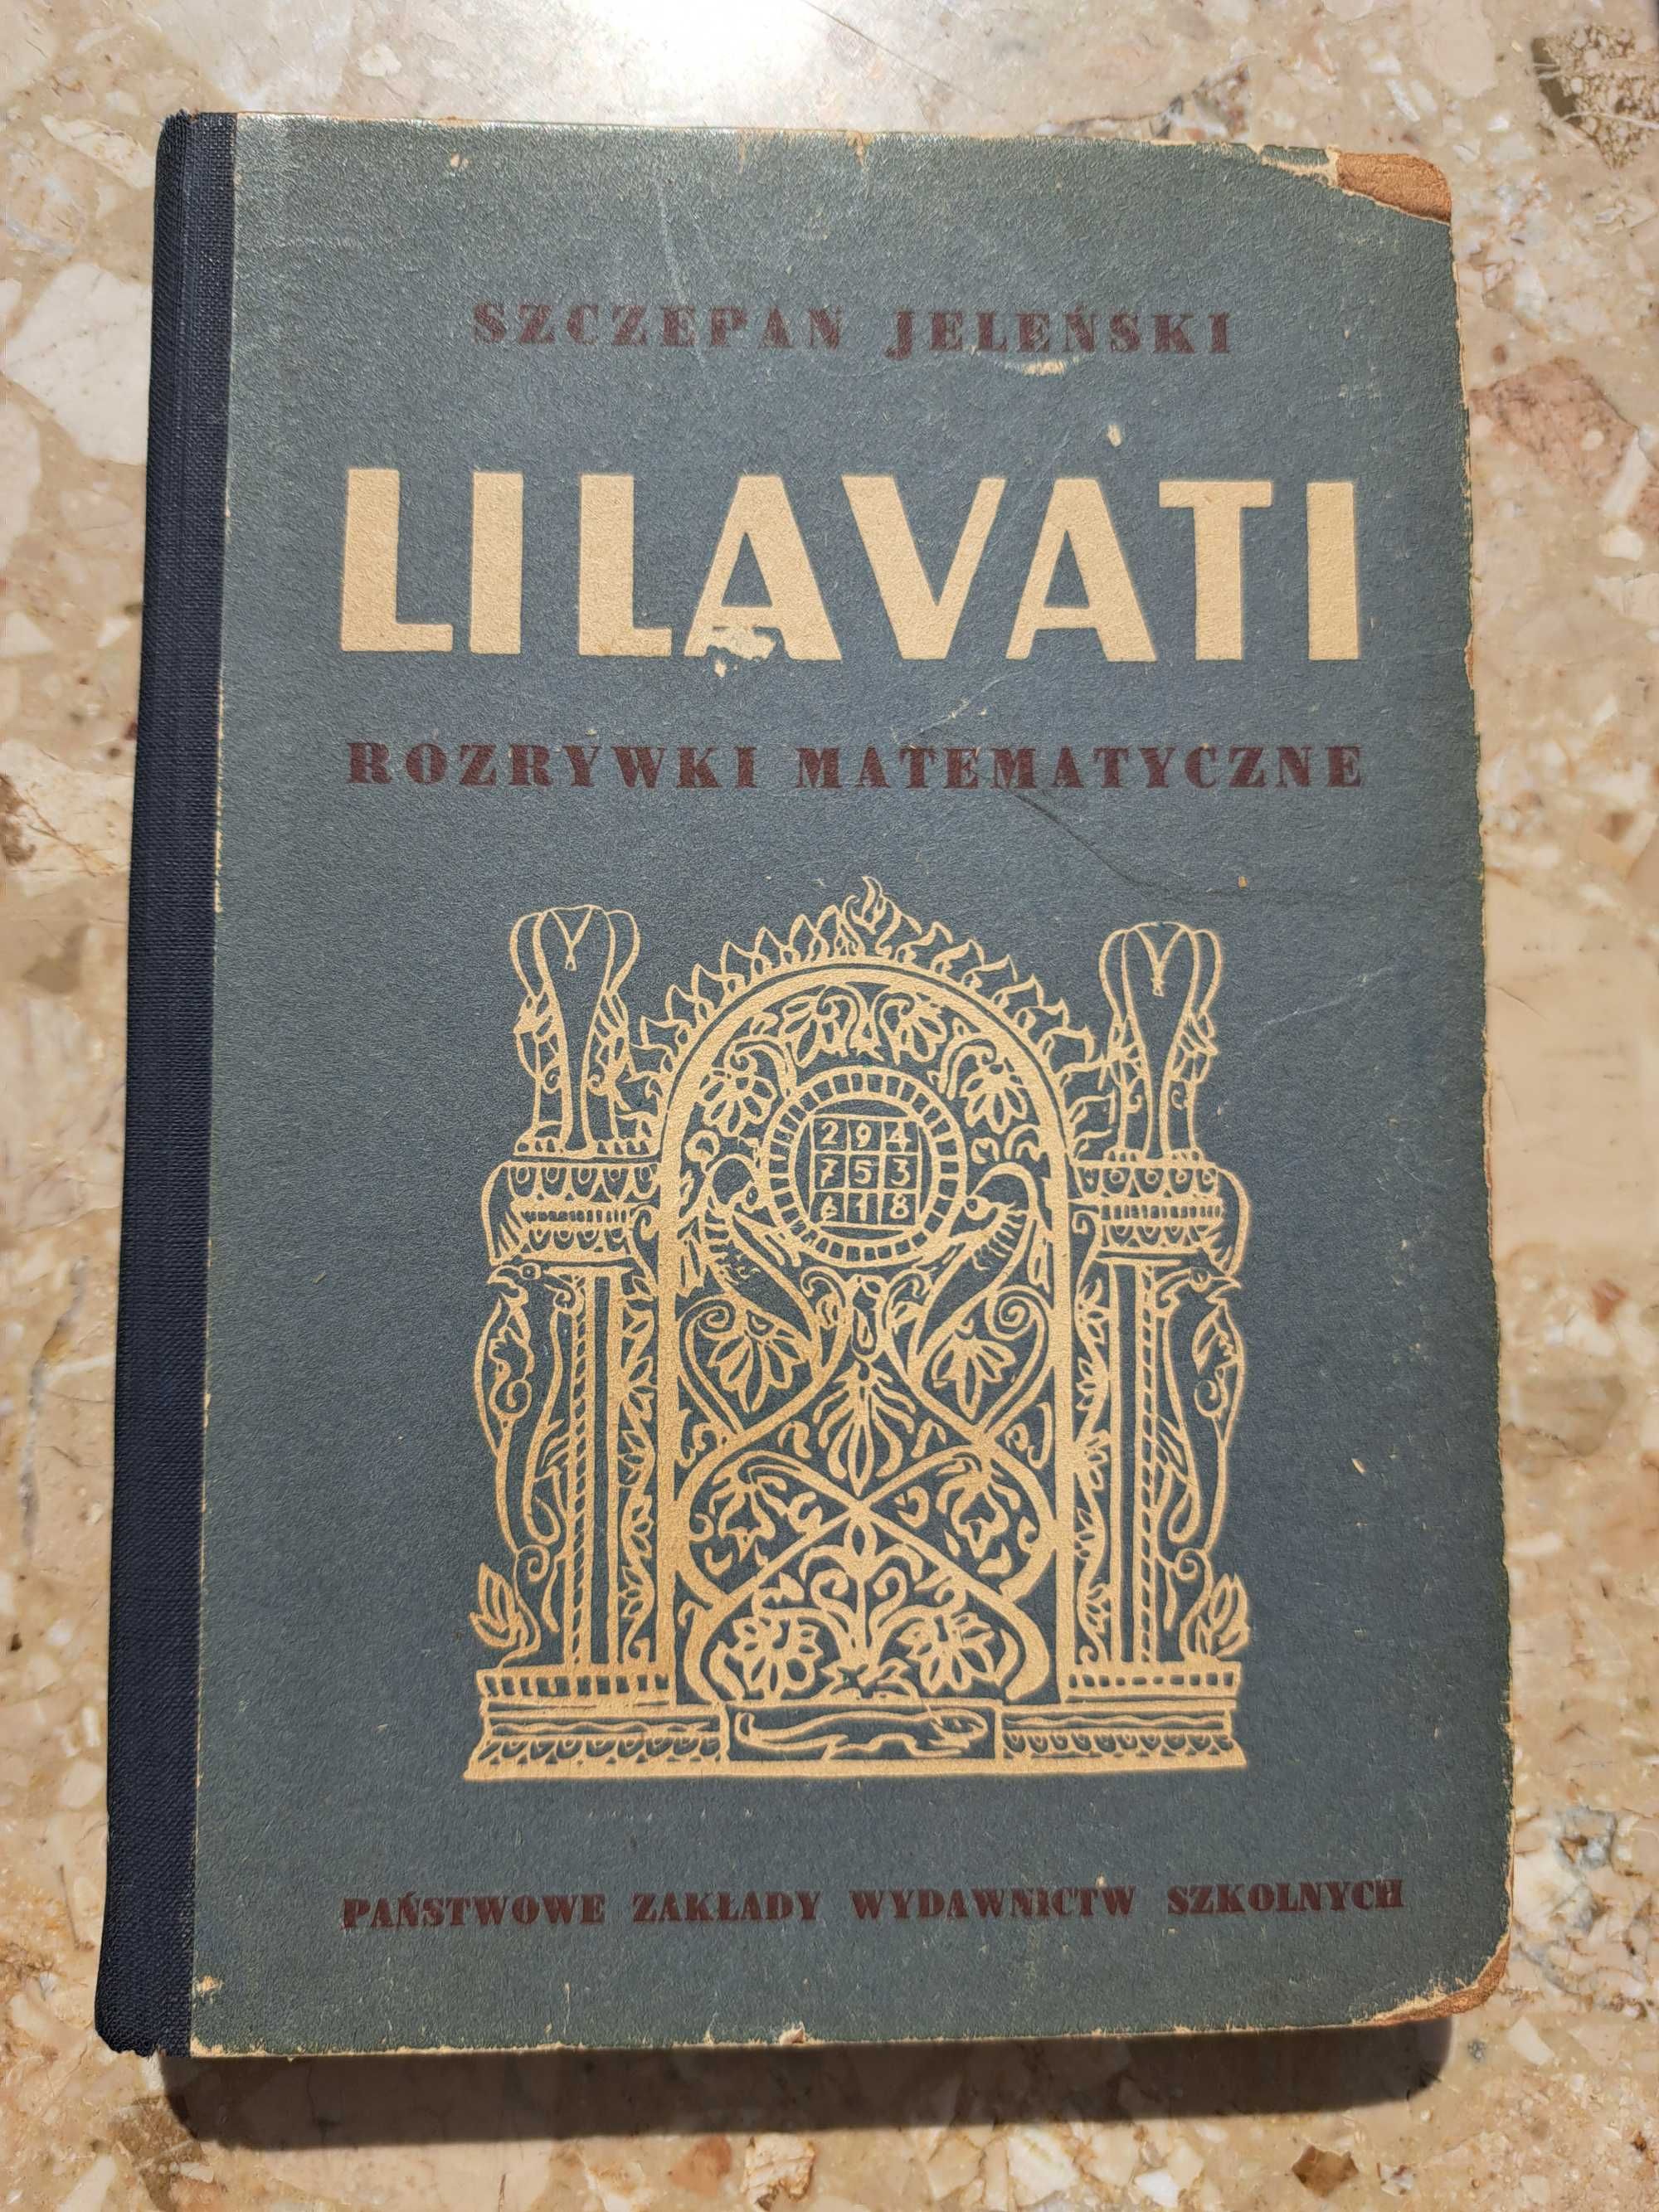 SZCZEPAN JELEŃSKI
LILAVATI
ROZRYWKI MATEMATYCZNE
2 9 4
7 5 3
6 1 8
PAŃSTWOWE ZAKŁADY WYDAWNICTW SZKOLNYCH